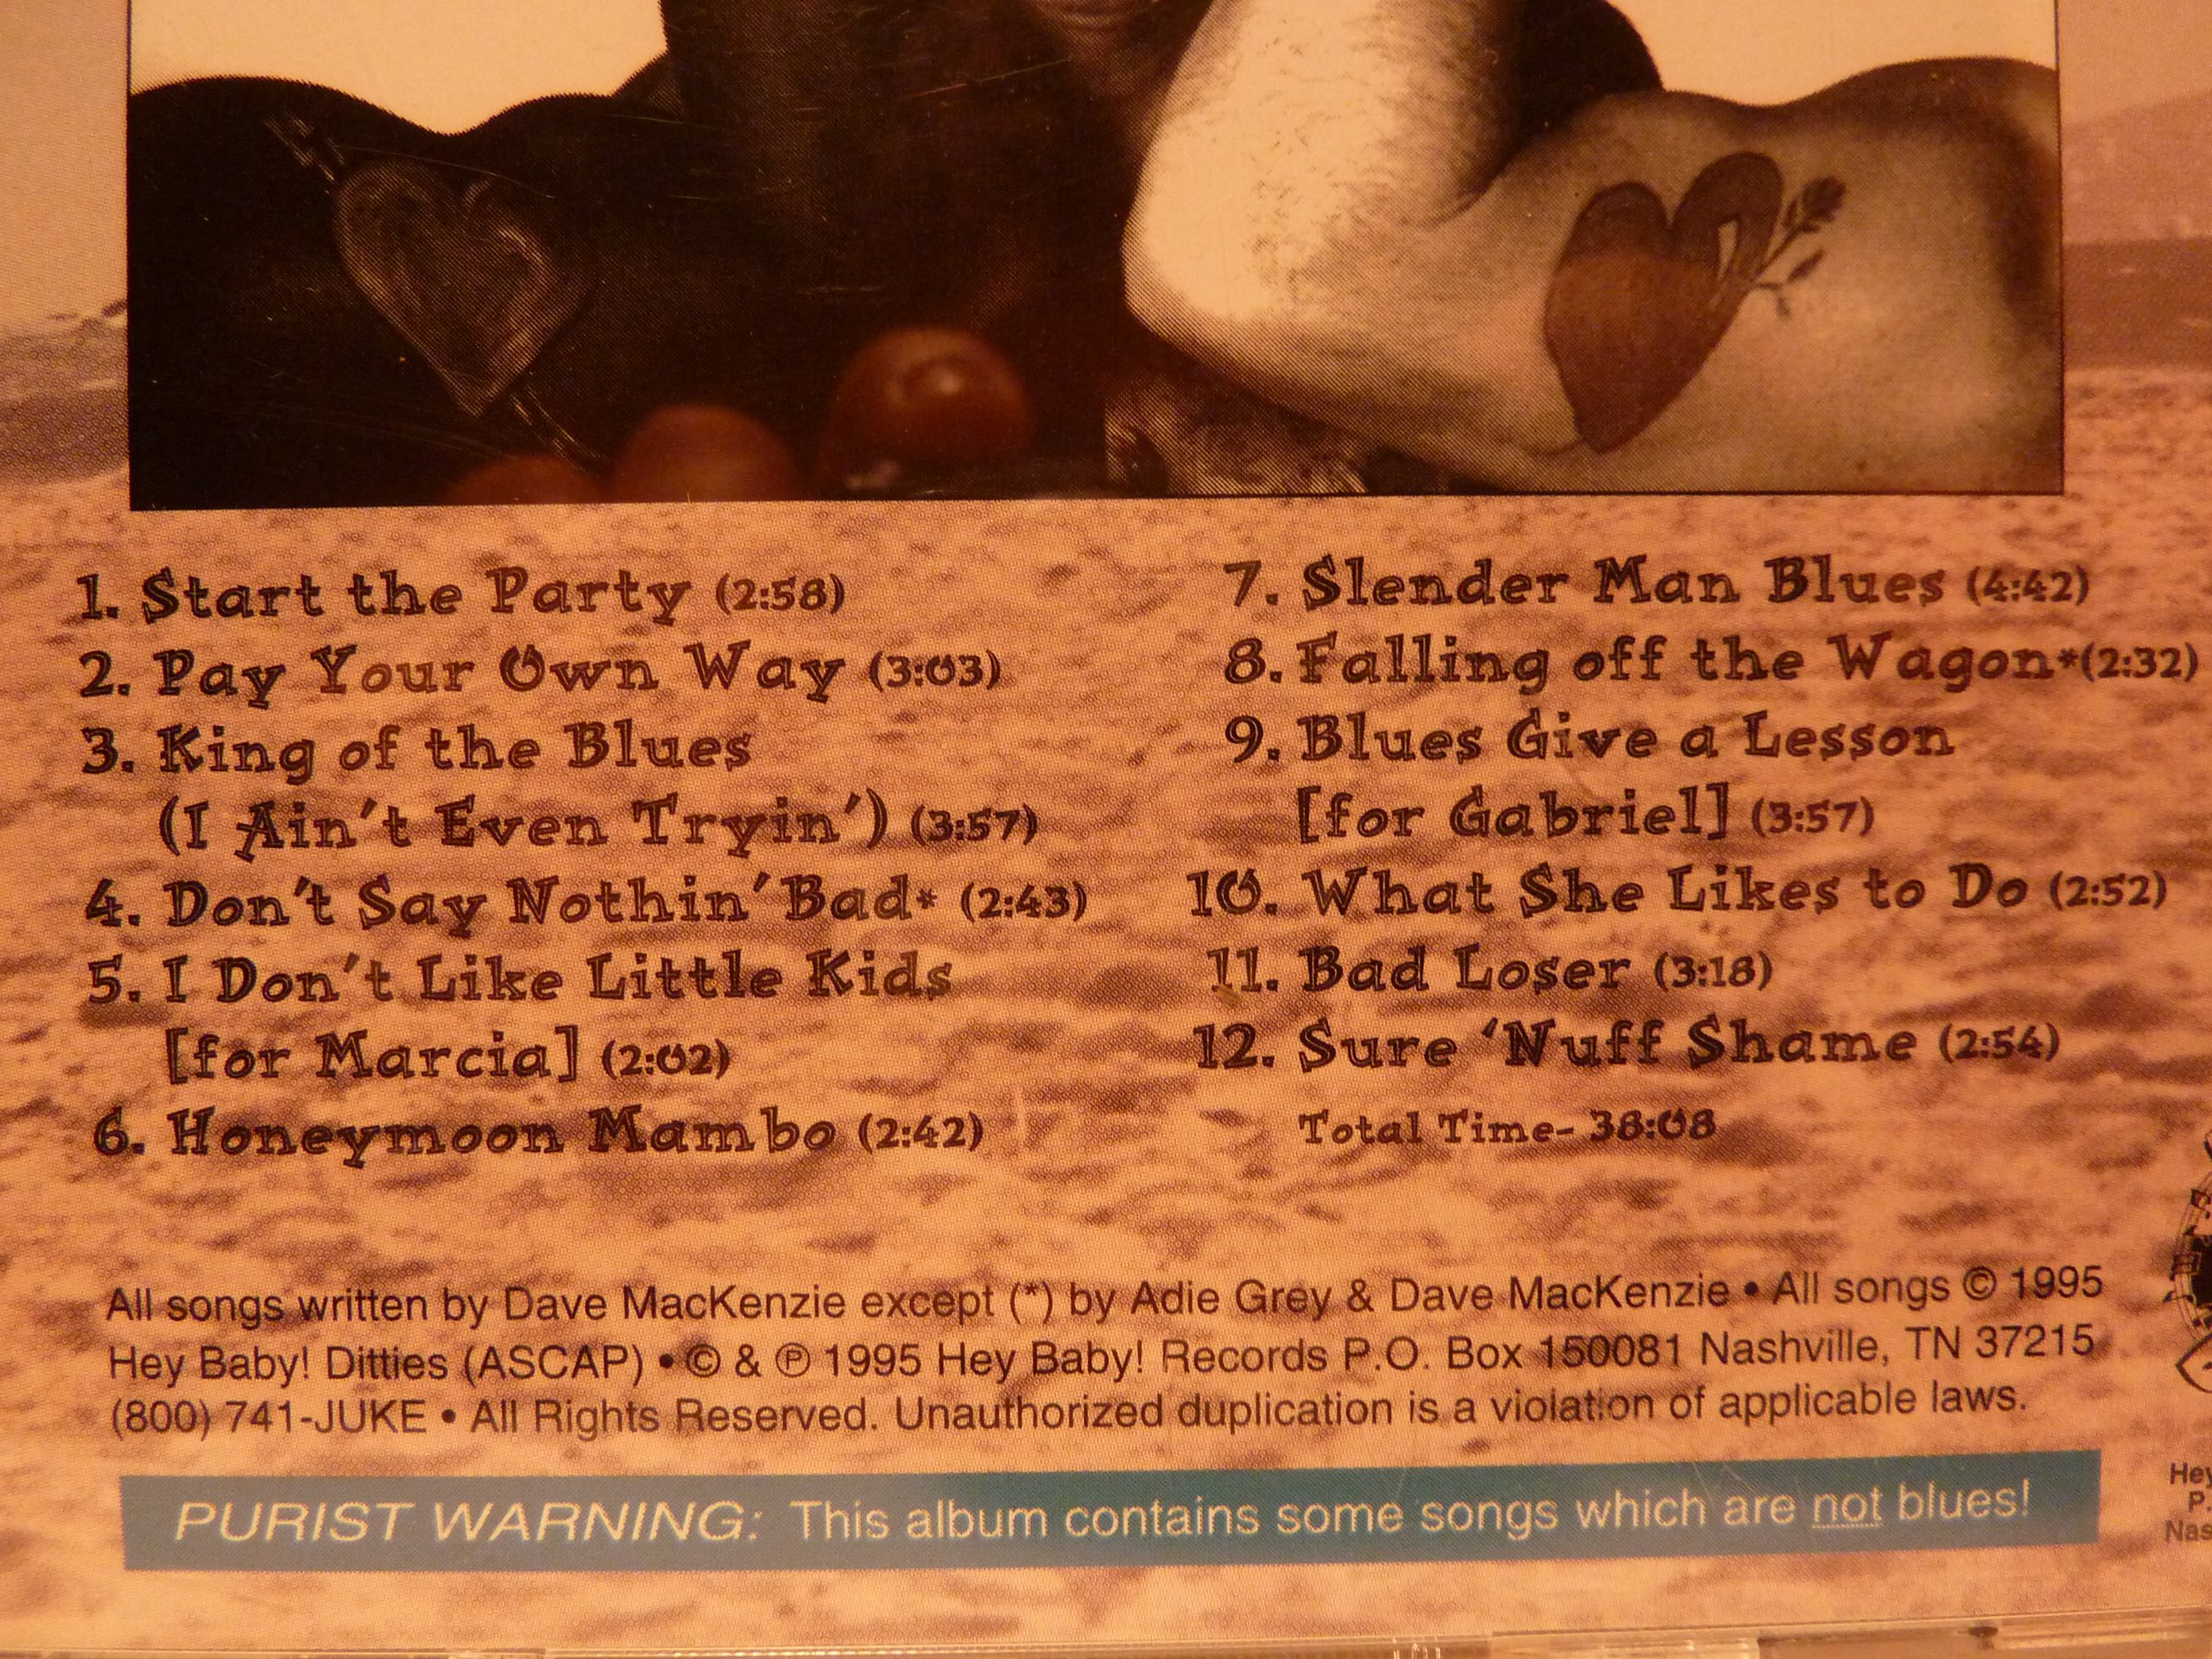 1. Start the Party (2:58)
2. Pay Your Own Way (3:03)
3. King of the Blues
(I Ain't Even Tryin') (3:57)
4. Don't Say Nothin' Bad* (2:43)
5. I Don't Like Little Kids
[for Marcia] (2:02)
6. Honeymoon Mambo (2:42)
7. Slender Man Blues (4:42)
8. Falling off the Wagon*(2:32)
9. Blues Give a Lesson
[for Gabriel] (3:57)
10. What She Likes to Do (2:52)
11. Bad Loser (3:18)
12. Sure 'Nuff Shame (2:54)
Total Time- 38:08
All songs written by Dave MacKenzie except (*) by Adie Grey & Dave MacKenzie • All songs © 1995
Hey Baby! Ditties (ASCAP) • © & ℗ 1995 Hey Baby! Records P.O. Box 150081 Nashville, TN 37215
(800) 741-JUKE • All Rights Reserved. Unauthorized duplication is a violation of applicable laws.
PURIST WARNING: This album contains some songs which are not blues!
Hey
P.
Nas